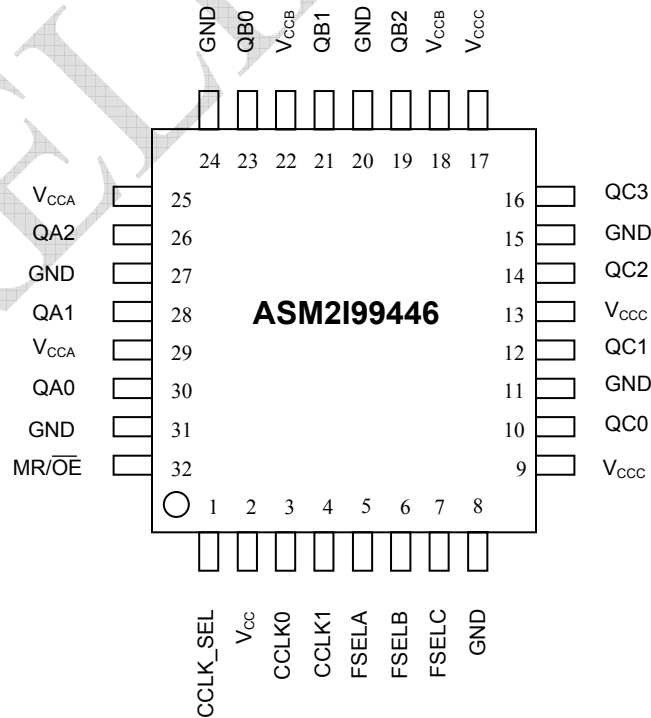 GND QB0 VCCB QB1 GND QB2 VCCB VCCC
24 23 22 21 20 19 18 17
VCCA 25 16 QC3
QA2 26 15 GND
GND 27 14 QC2
QA1 28 ASM2I99446 13 VCCC
VCCA 29 12 QC1
QA0 30 11 GND
GND 31 10 QC0
MR/OE 32 9 VCCC
1 2 3 4 5 6 7 8
CCLK_SEL VCC CCLK0 CCLK1 FSELA FSELB FSELC GND